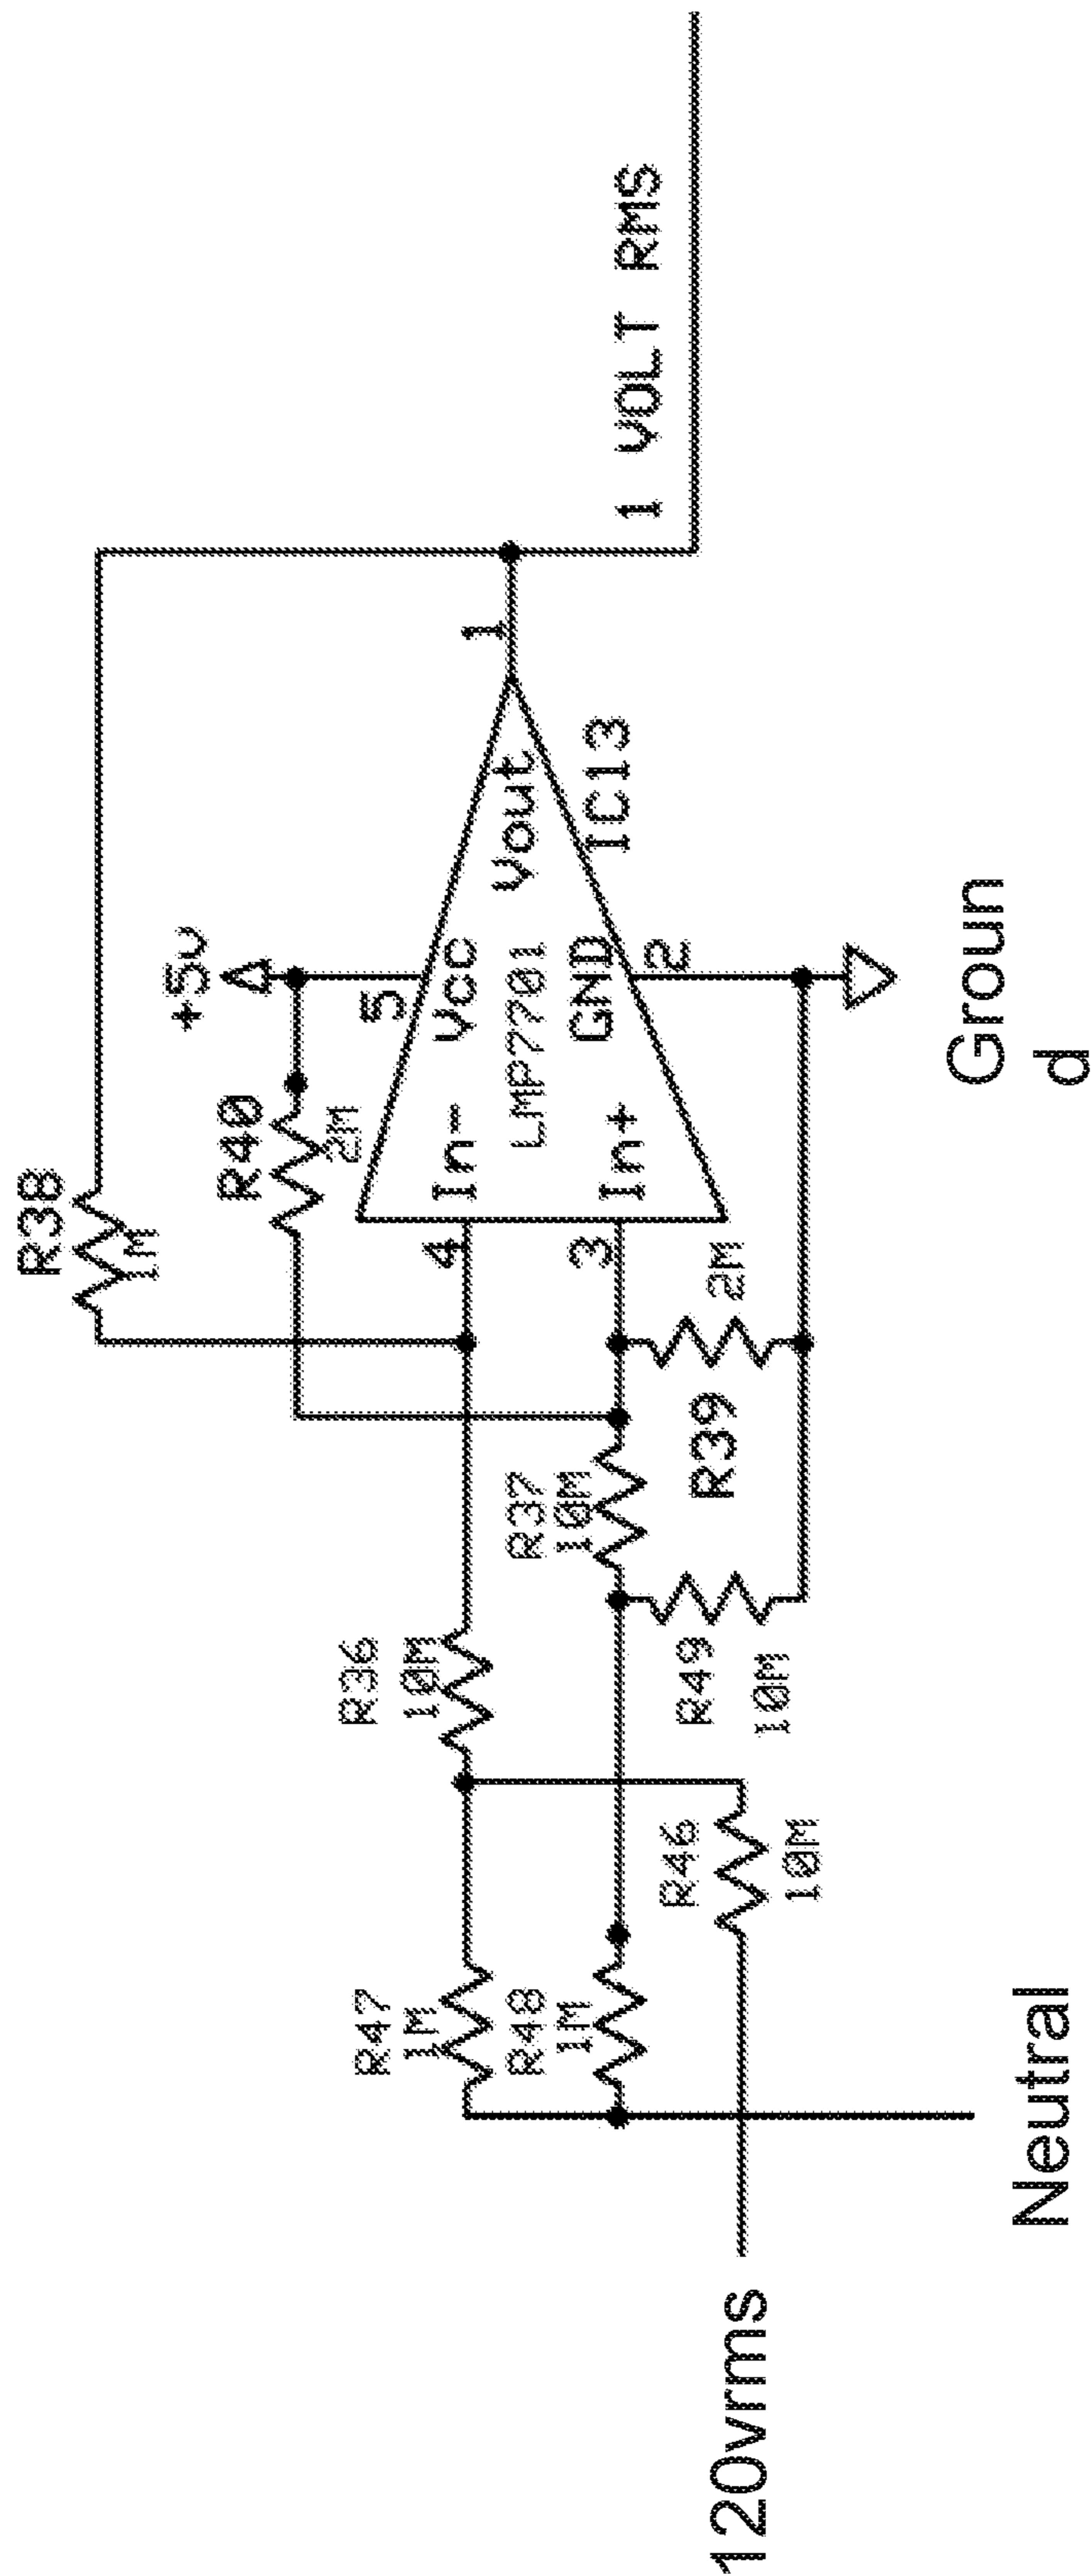 R38
1M
+5v
R40
2M
5
Vcc
4
In-
LMP7701
Vout
1
3
In+
GND
2
IC13
1 VOLT RMS
R36
10M
R37
10M
2M
R39
R47
1M
R48
1M
R49
10M
R46
10M
120vrms
Neutral
Groun
d